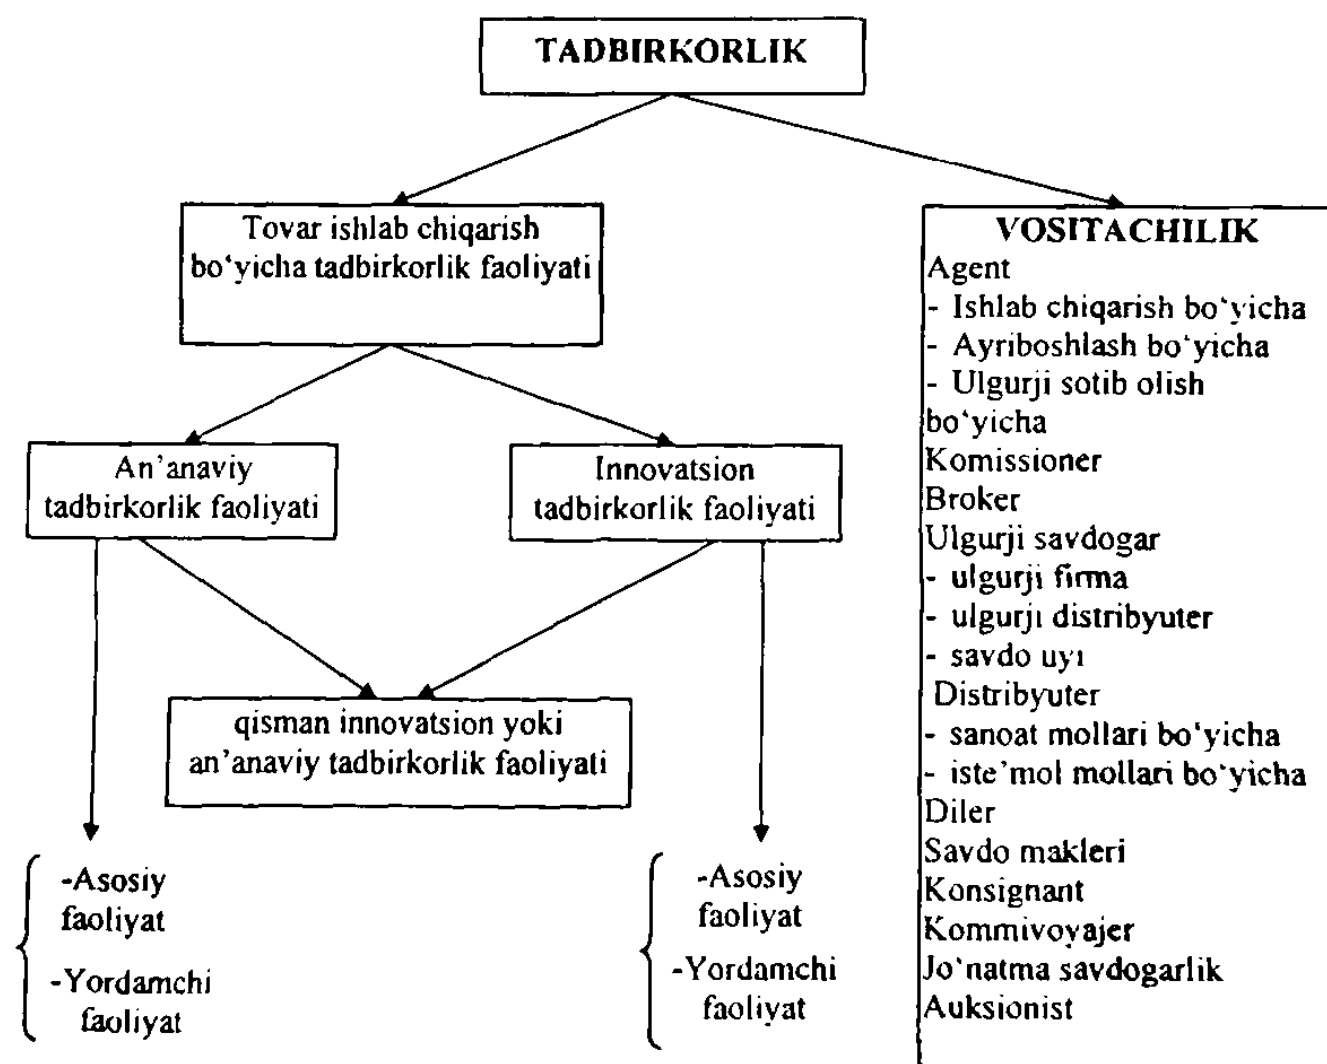 TADBIRKORLIK
Tovar ishlab chiqarish
bo‘yicha tadbirkorlik faoliyati
An’anaviy
tadbirkorlik faoliyati
Innovatsion
tadbirkorlik faoliyati
qisman innovatsion yoki
an’anaviy tadbirkorlik faoliyati
-Asosiy
faoliyat
-Yordamchi
faoliyat
-Asosiy
faoliyat
-Yordamchi
faoliyat
VOSITACHILIK
Agent
- Ishlab chiqarish bo‘yicha
- Ayriboshlash bo‘yicha
- Ulgurji sotib olish
bo‘yicha
Komissioner
Broker
Ulgurji savdogar
- ulgurji firma
- ulgurji distribyuter
- savdo uyi
Distribyuter
- sanoat mollari bo‘yicha
- iste’mol mollari bo‘yicha
Diler
Savdo makleri
Konsignant
Kommivoyajer
Jo‘natma savdogarlik
Auksionist